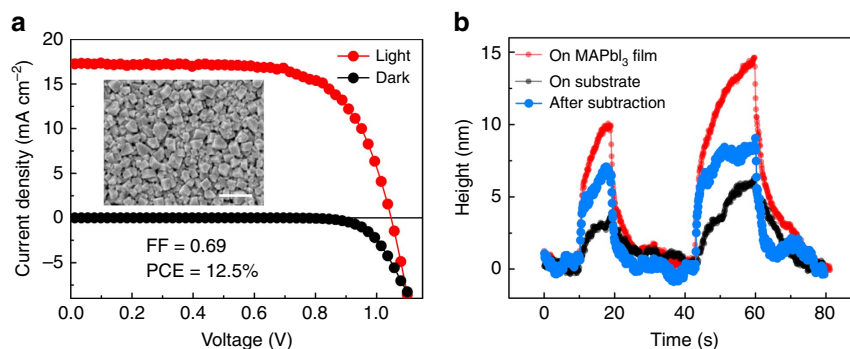 a
20
15
10
5
0
−5
Current density (mA cm⁻²)
Light
Dark
FF = 0.69
PCE = 12.5%
0.0
0.2
0.4
0.6
0.8
1.0
Voltage (V)
b
15
10
5
0
Height (nm)
On MAPbI₃ film
On substrate
After subtraction
0
20
40
60
80
Time (s)